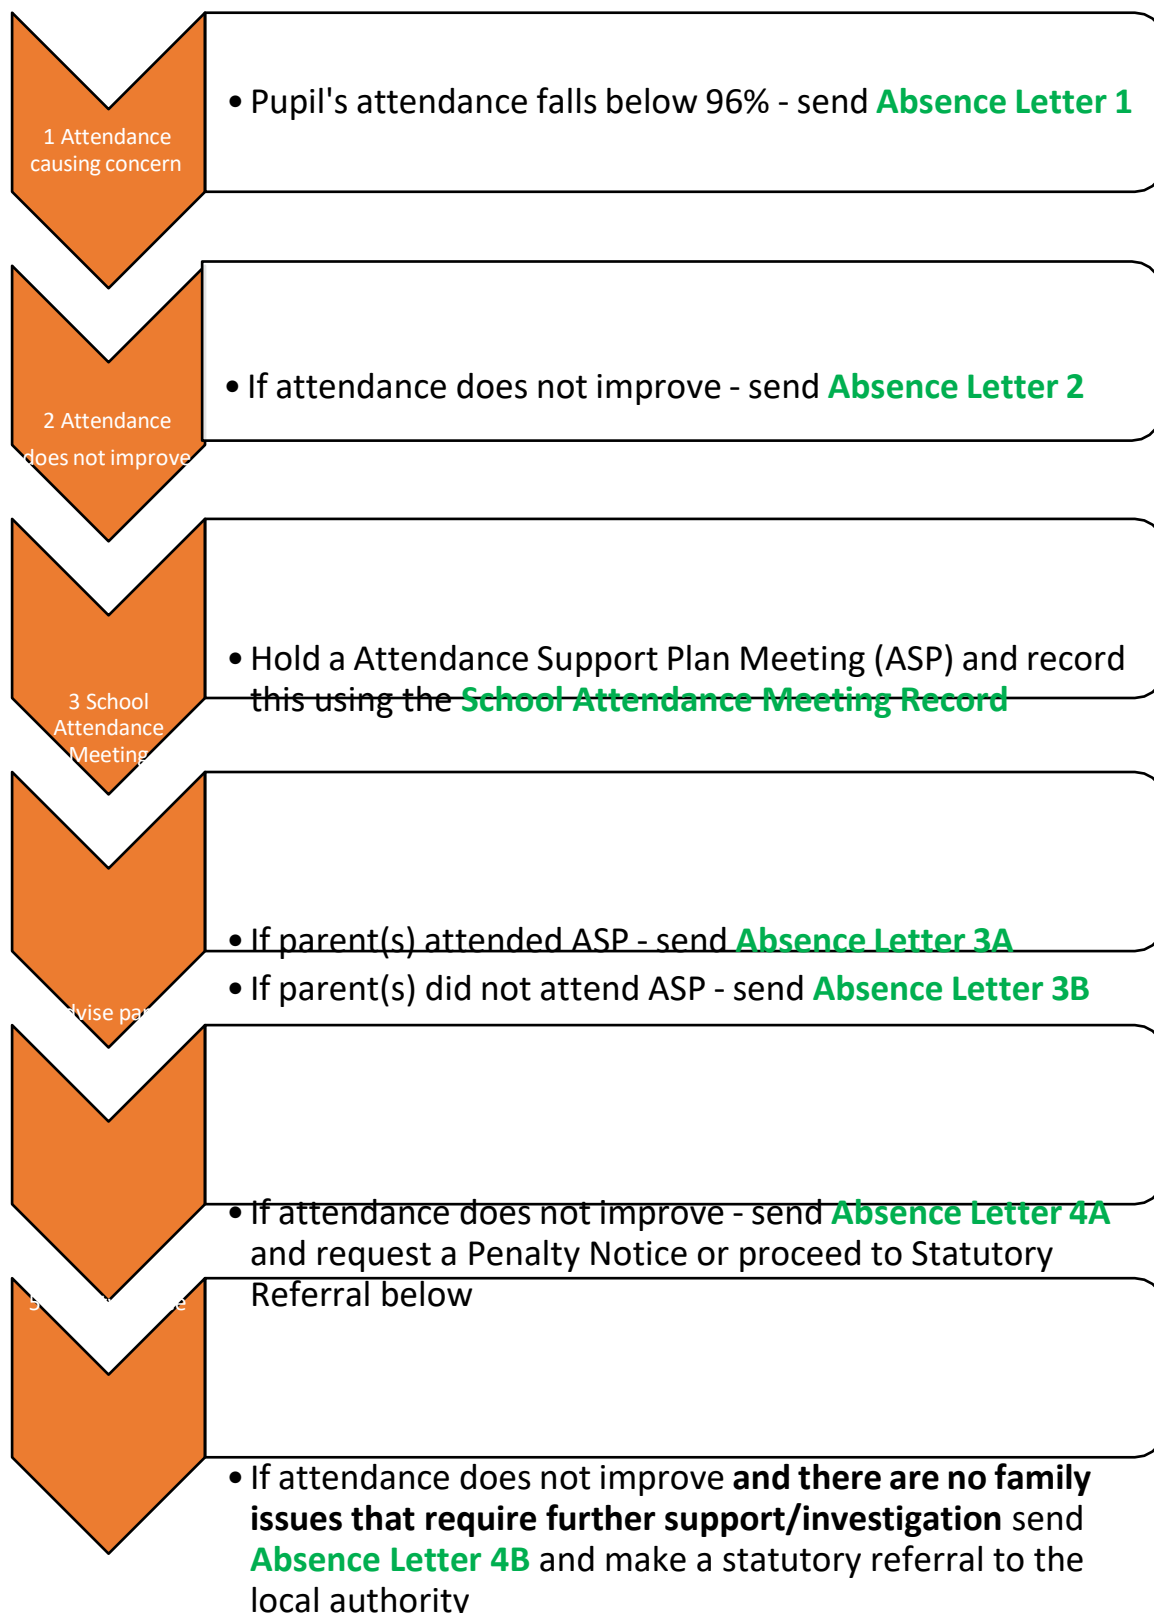 1 Attendance
causing concern
• Pupil's attendance falls below 96% - send Absence Letter 1
2 Attendance
does not improve
• If attendance does not improve - send Absence Letter 2
3 School
Attendance
Meeting
• Hold a Attendance Support Plan Meeting (ASP) and record
this using the School Attendance Meeting Record
• If parent(s) attended ASP - send Absence Letter 3A
• If parent(s) did not attend ASP - send Absence Letter 3B
• If attendance does not improve - send Absence Letter 4A
and request a Penalty Notice or proceed to Statutory
Referral below
5
• If attendance does not improve and there are no family
issues that require further support/investigation send
Absence Letter 4B and make a statutory referral to the
local authority